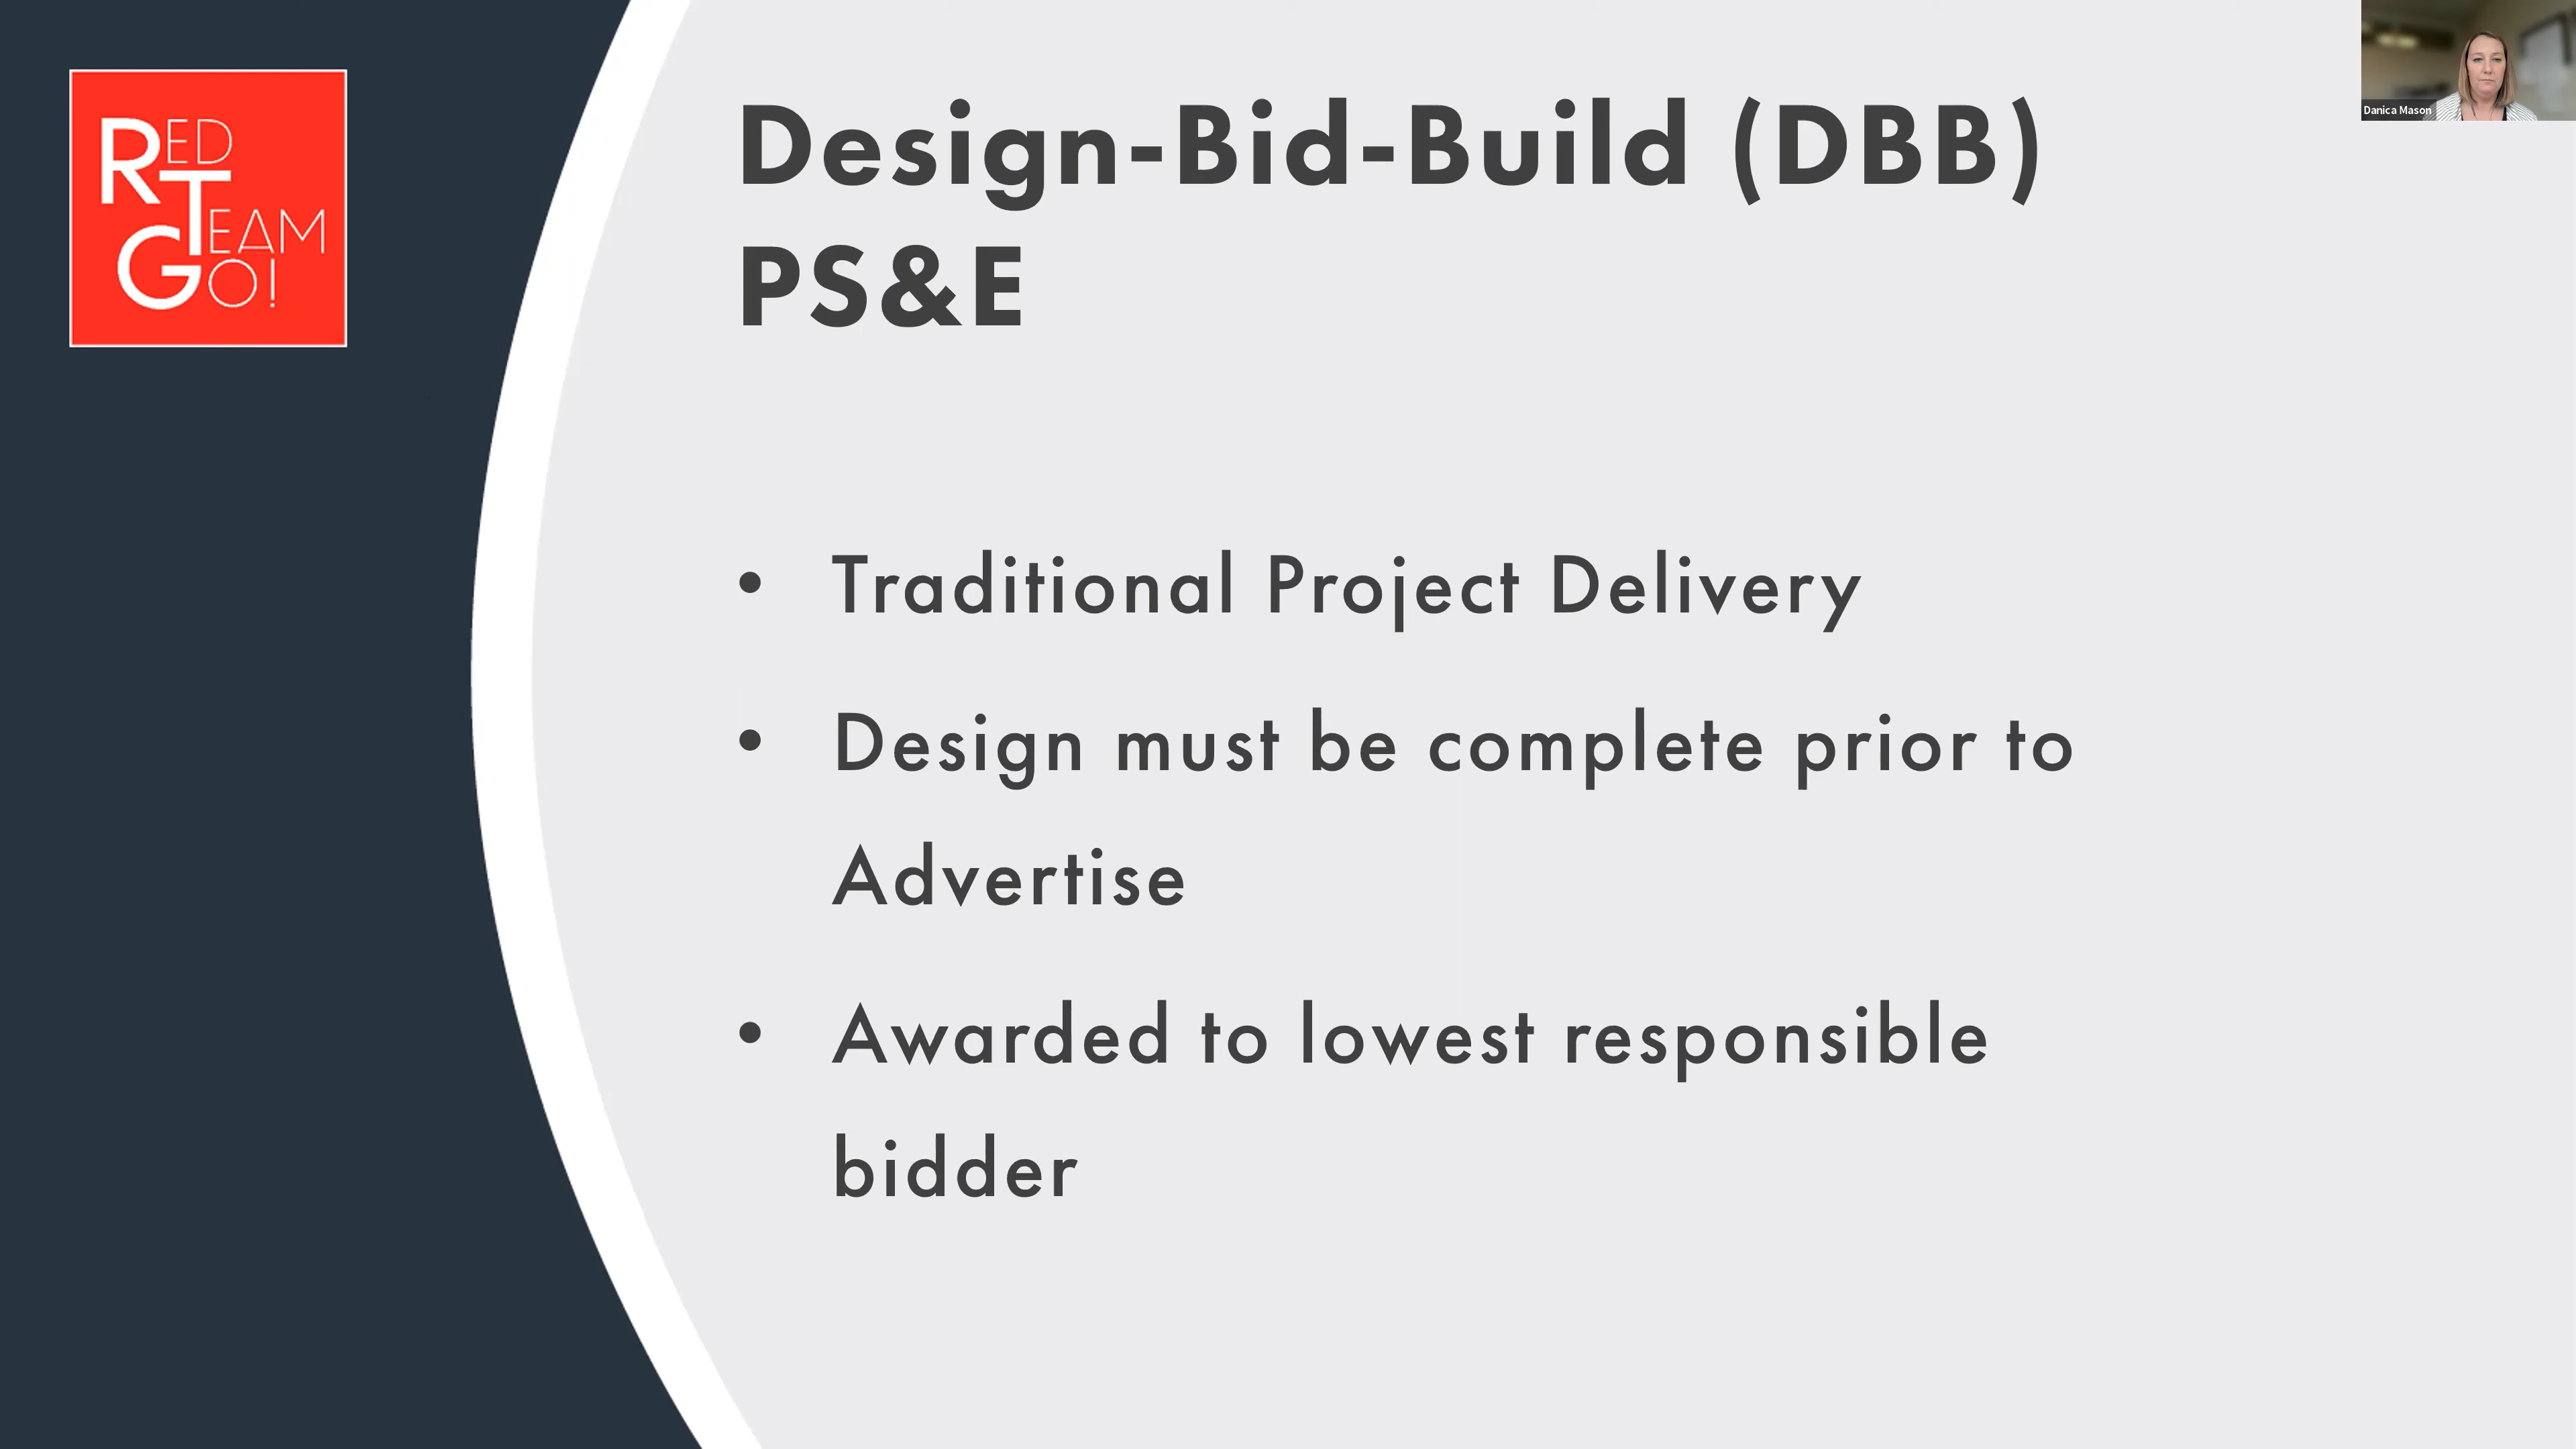 RED
TEAM
GO!
Design-Bid-Build (DBB)
PS&E
• Traditional Project Delivery
• Design must be complete prior to
Advertise
• Awarded to lowest responsible
bidder
Danica Mason